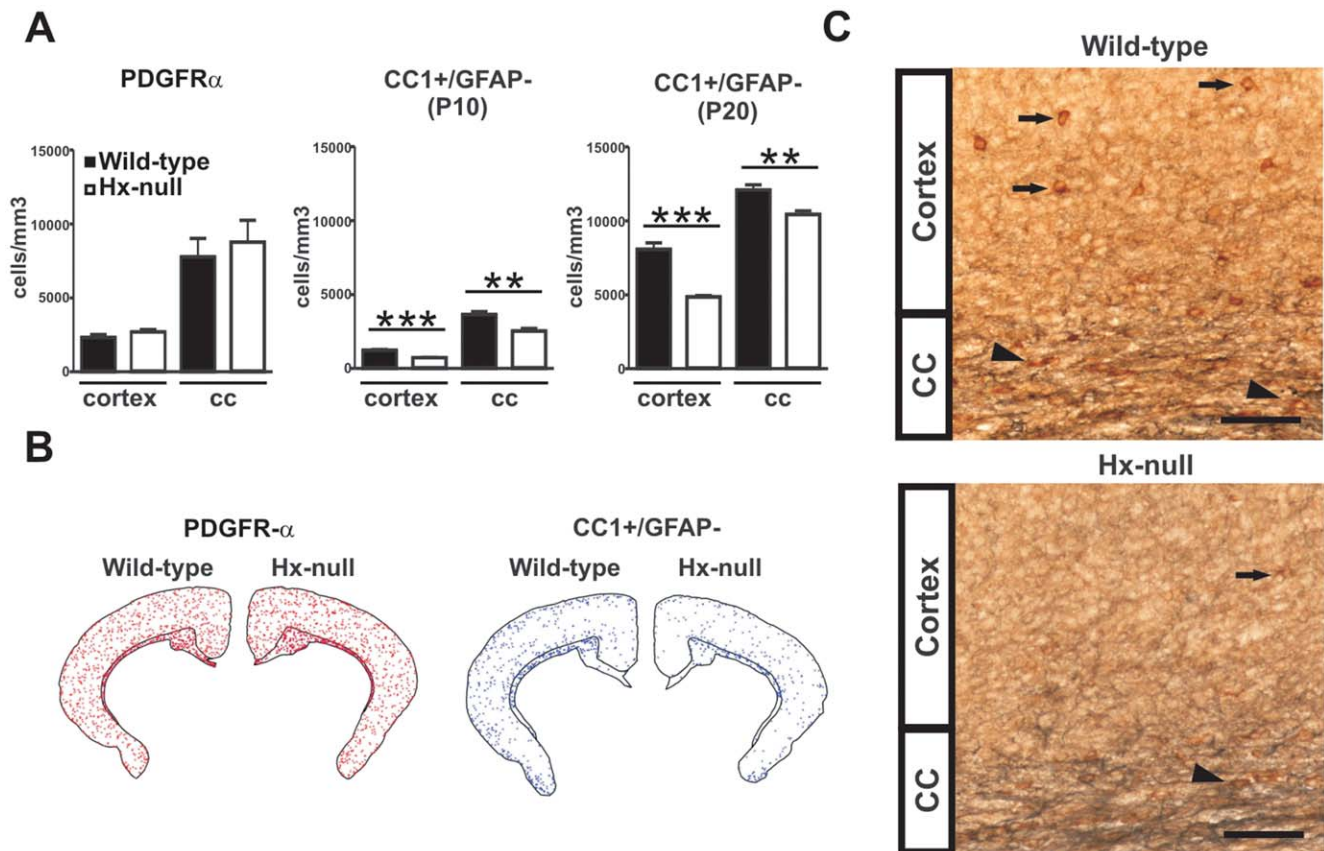 A
PDGFRα
Wild-type
Hx-null
15000
10000
5000
0
cells/mm3
cortex
cc
CC1+/GFAP-
(P10)
15000
10000
5000
0
cells/mm3
***
**
cortex
cc
CC1+/GFAP-
(P20)
15000
10000
5000
0
cells/mm3
***
**
cortex
cc
B
PDGFR-α
Wild-type
Hx-null
CC1+/GFAP-
Wild-type
Hx-null
C
Wild-type
Cortex
CC
Hx-null
Cortex
CC